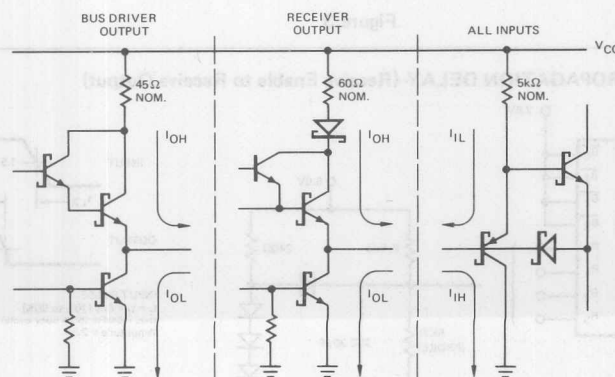 BUS DRIVER
OUTPUT
RECEIVER
OUTPUT
ALL INPUTS
VCC
45Ω
NOM.
60Ω
NOM.
5kΩ
NOM.
IOH
IOH
IIL
IOL
IOL
IIH